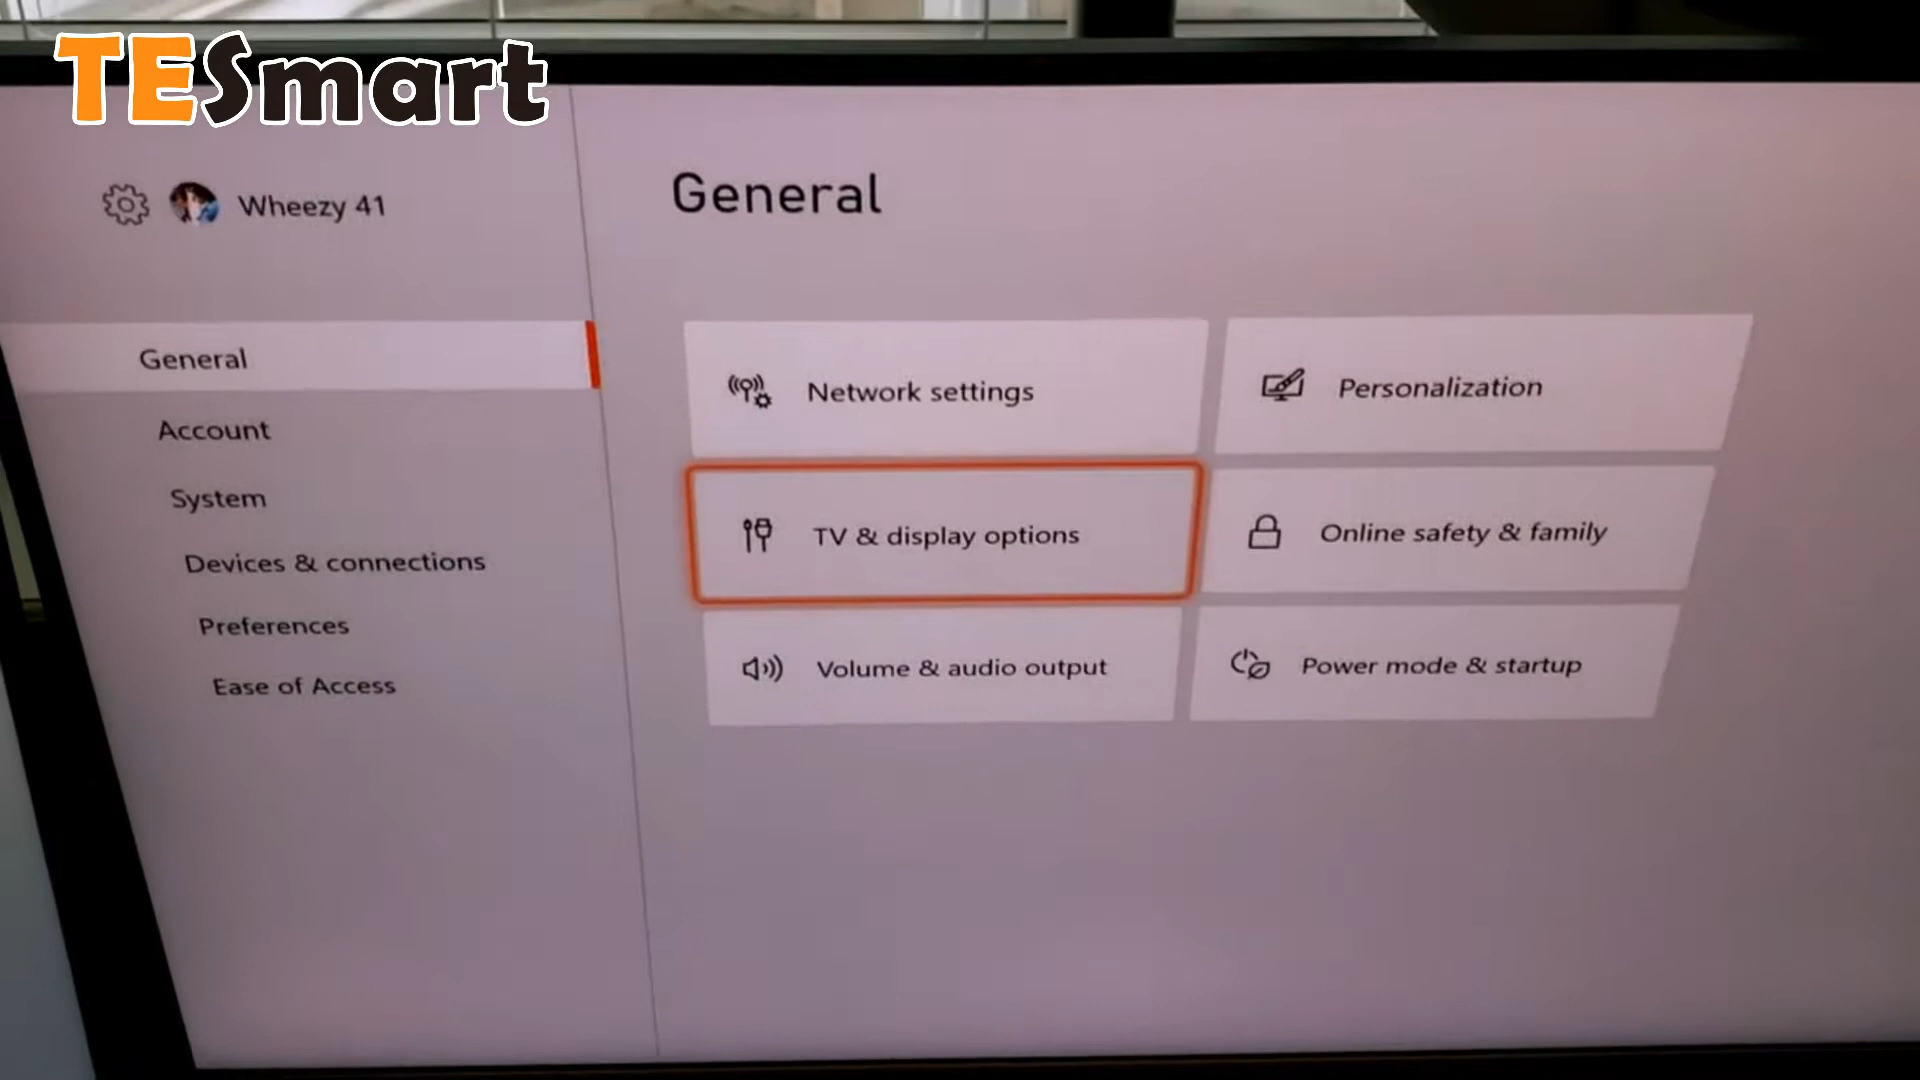 TESmart
Wheezy 41
General
Account
System
Devices & connections
Preferences
Ease of Access
General
Network settings
Personalization
TV & display options
Online safety & family
Volume & audio output
Power mode & startup